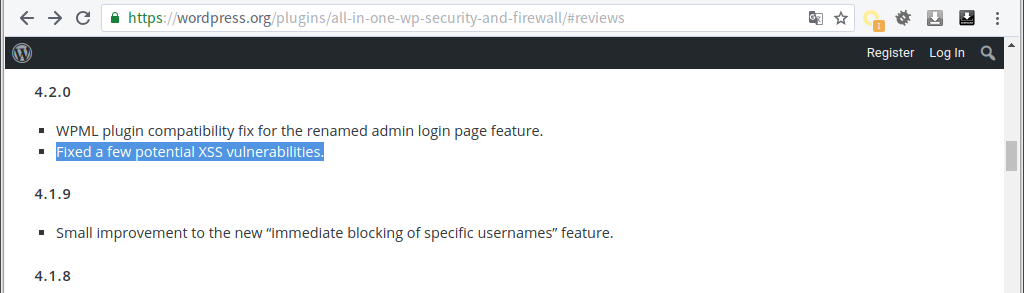 https://wordpress.org/plugins/all-in-one-wp-security-and-firewall/#reviews
1
Register Log In
4.2.0
WPML plugin compatibility fix for the renamed admin login page feature.
Fixed a few potential XSS vulnerabilities.
4.1.9
Small improvement to the new “immediate blocking of specific usernames” feature.
4.1.8